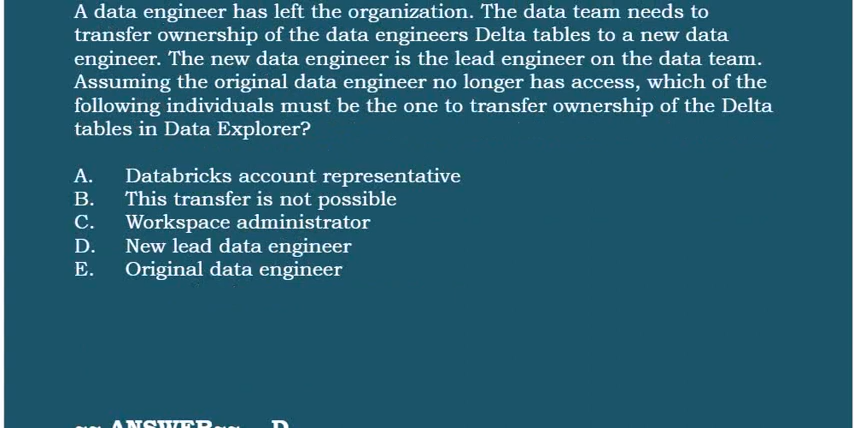 A data engineer has left the organization. The data team needs to
transfer ownership of the data engineers Delta tables to a new data
engineer. The new data engineer is the lead engineer on the data team.
Assuming the original data engineer no longer has access, which of the
following individuals must be the one to transfer ownership of the Delta
tables in Data Explorer?
A. Databricks account representative
B. This transfer is not possible
C. Workspace administrator
D. New lead data engineer
E. Original data engineer
ANSWER